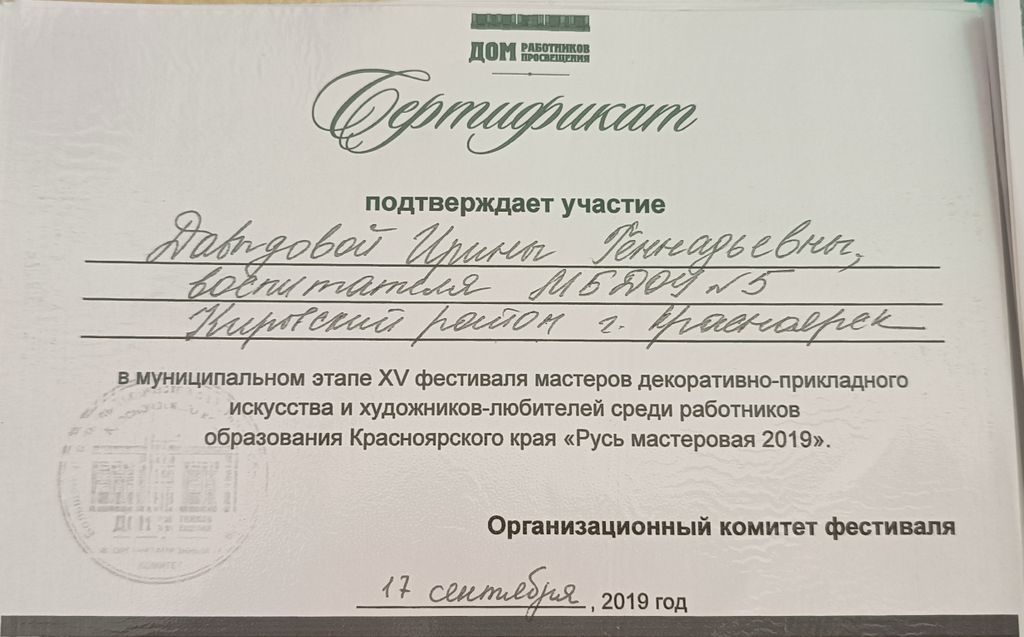 ДОМ РАБОТНИКОВ
ПРОСВЕЩЕНИЯ
Сертификат
подтверждает участие
Давыдовой Ирины Геннадьевны,
воспитателя МБДОУ №5
Кировский район г. Красноярск
в муниципальном этапе XV фестиваля мастеров декоративно-прикладного
искусства и художников-любителей среди работников
образования Красноярского края «Русь мастеровая 2019».
ДОМ
КОМИТЕТ
Организационный комитет фестиваля
17 сентября, 2019 год